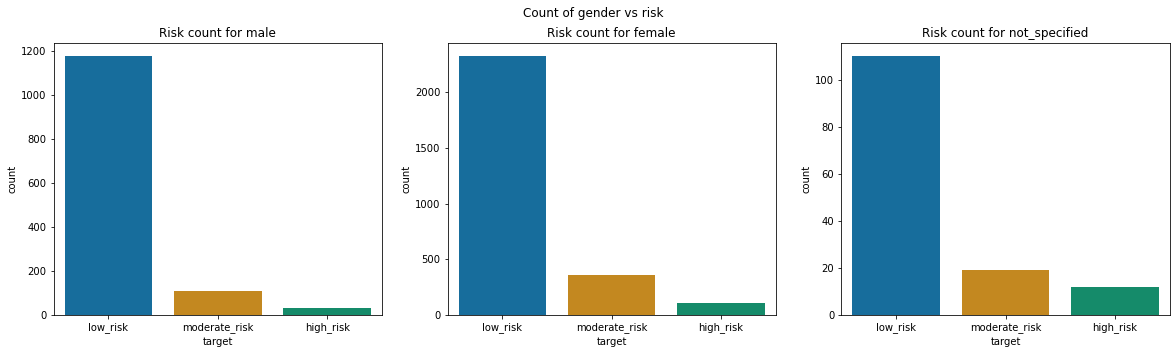 Count of gender vs risk
Risk count for male
1200
1000
800
600
400
200
0
count
low_risk
moderate_risk
high_risk
target
Risk count for female
2000
1500
1000
500
0
count
low_risk
moderate_risk
high_risk
target
Risk count for not_specified
100
80
60
40
20
0
count
low_risk
moderate_risk
high_risk
target